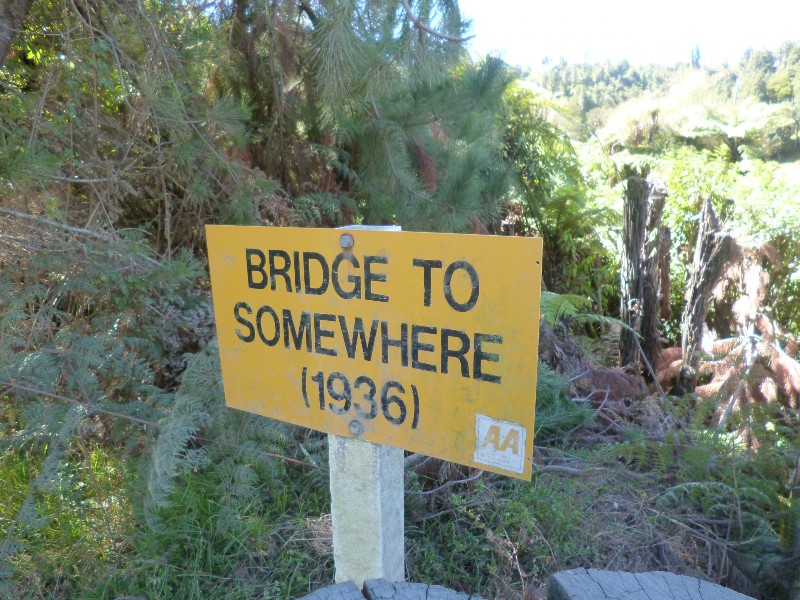 BRIDGE TO
SOMEWHERE
(1936)
AA